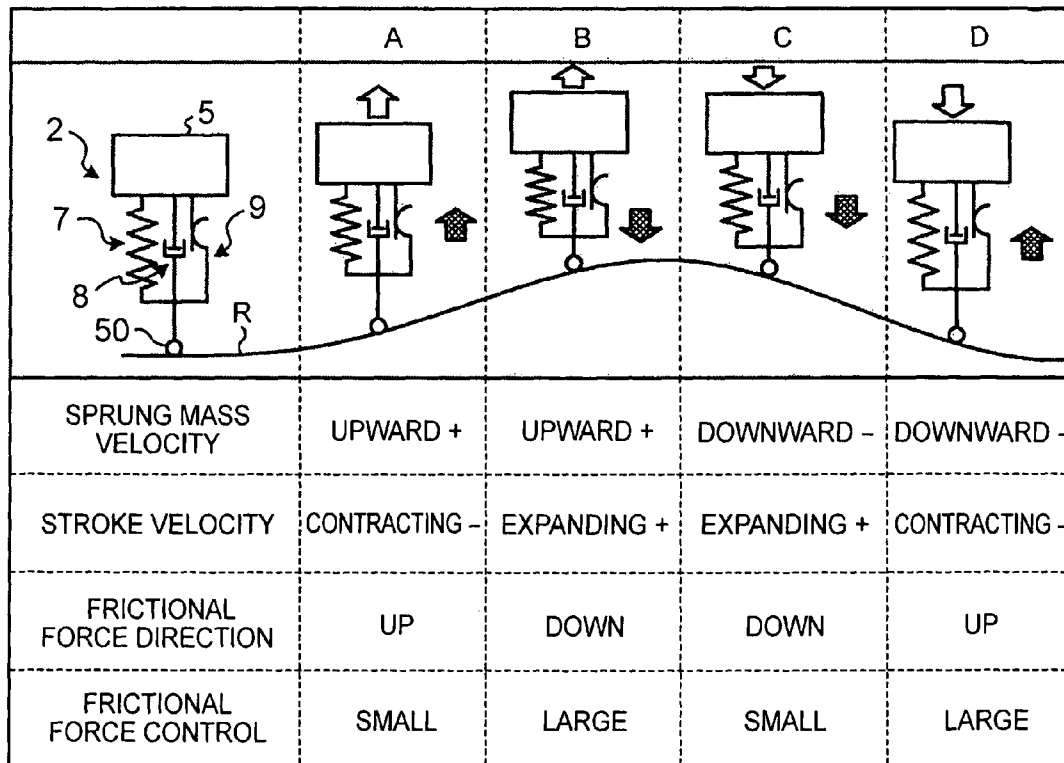 A B C D
5
2
7
9
8
50
R
SPRUNG MASS
VELOCITY
UPWARD + UPWARD + DOWNWARD – DOWNWARD –
STROKE VELOCITY CONTRACTING – EXPANDING + EXPANDING + CONTRACTING –
FRICTIONAL
FORCE DIRECTION
UP DOWN DOWN UP
FRICTIONAL
FORCE CONTROL
SMALL LARGE SMALL LARGE